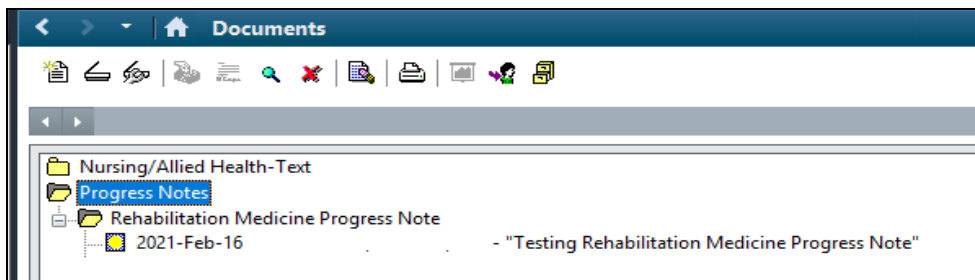 Documents
Nursing/Allied Health-Text
Progress Notes
Rehabilitation Medicine Progress Note
2021-Feb-16 - "Testing Rehabilitation Medicine Progress Note"